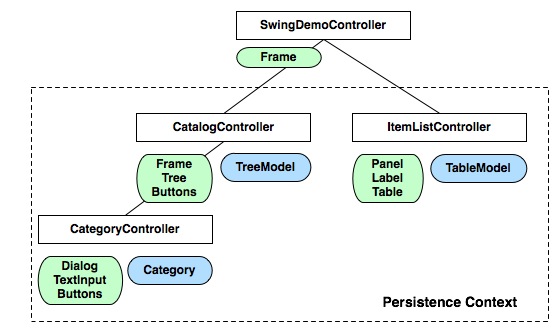 SwingDemoController
Frame
CatalogController
ItemListController
Frame
Tree
Buttons
TreeModel
Panel
Label
Table
TableModel
CategoryController
Dialog
TextInput
Buttons
Category
Persistence Context